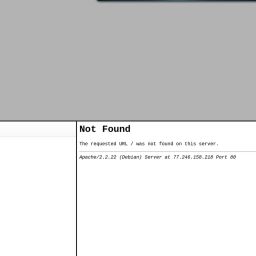 Not Found
The requested URL / was not found on this server.
Apache/2.2.22 (Debian) Server at 77.246.158.218 Port 80